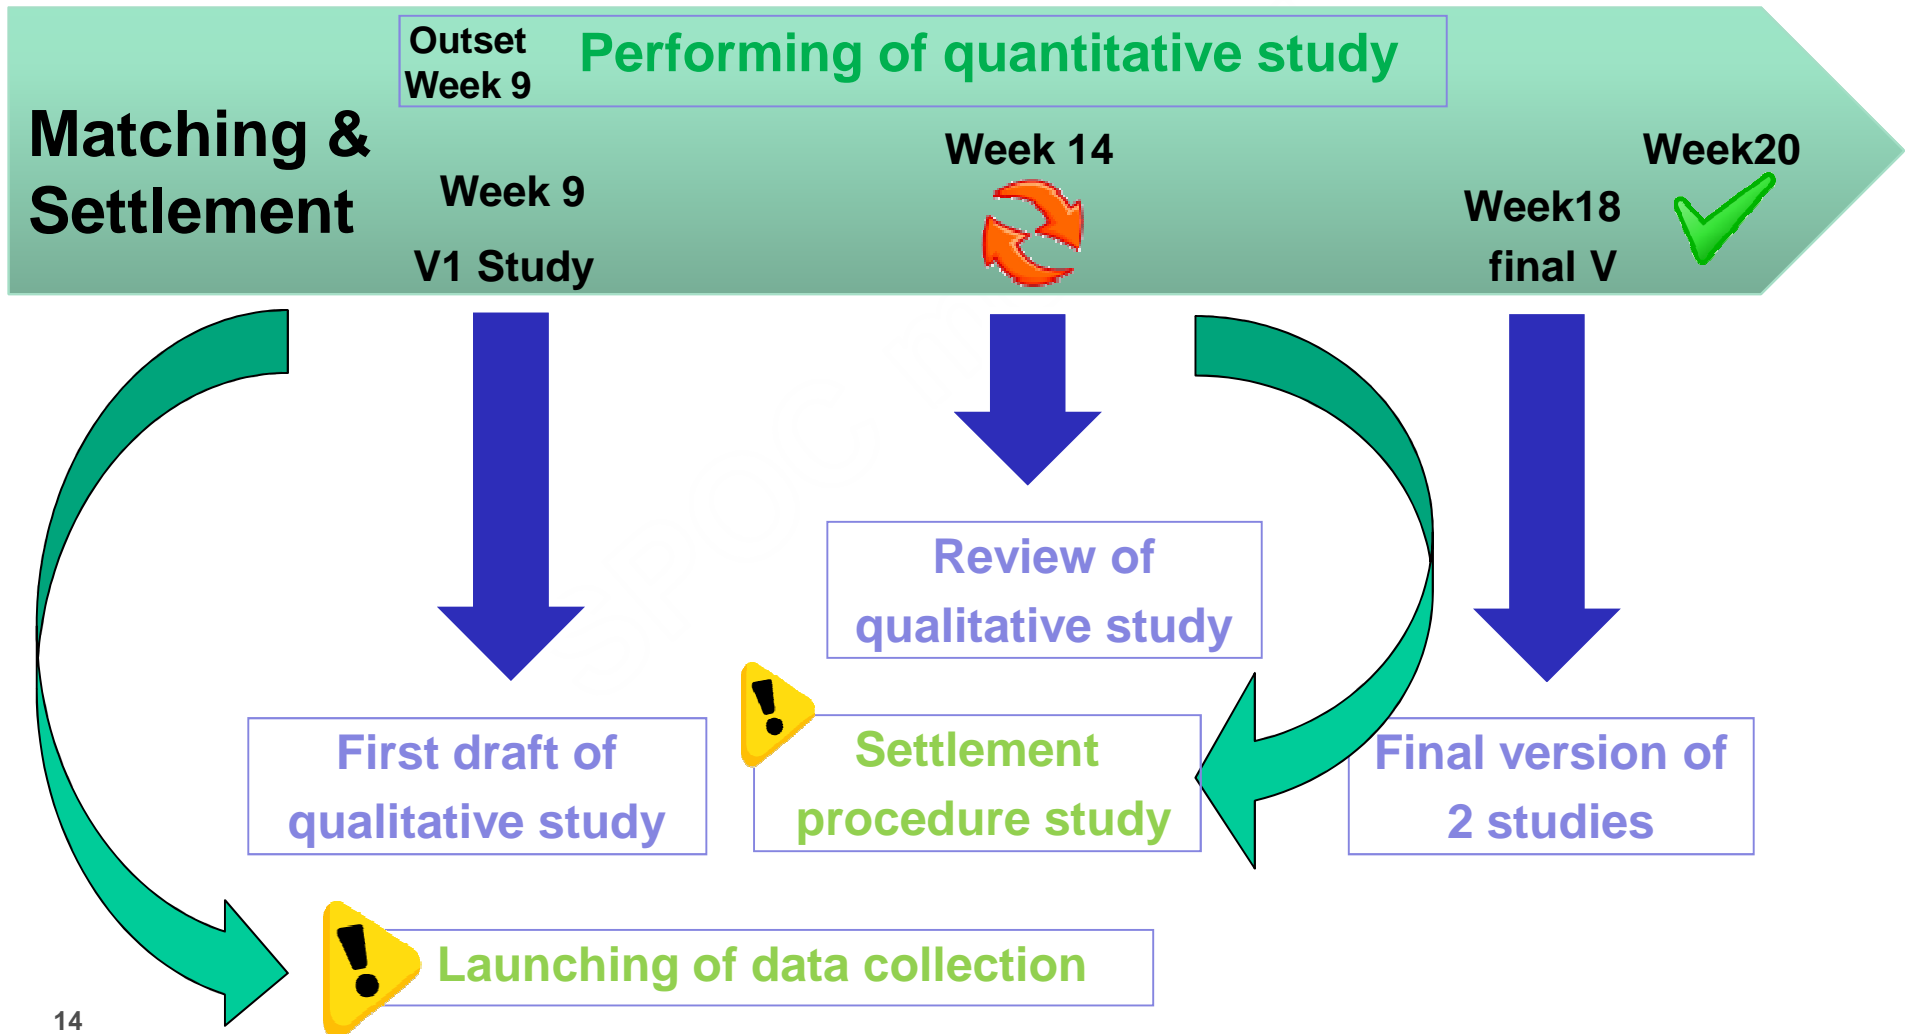 Outset
Week 9
Performing of quantitative study
Matching &
Settlement
Week 9
V1 Study
Week 14
Week18
final V
Week20
Review of
qualitative study
First draft of
qualitative study
Settlement
procedure study
Final version of
2 studies
Launching of data collection
14